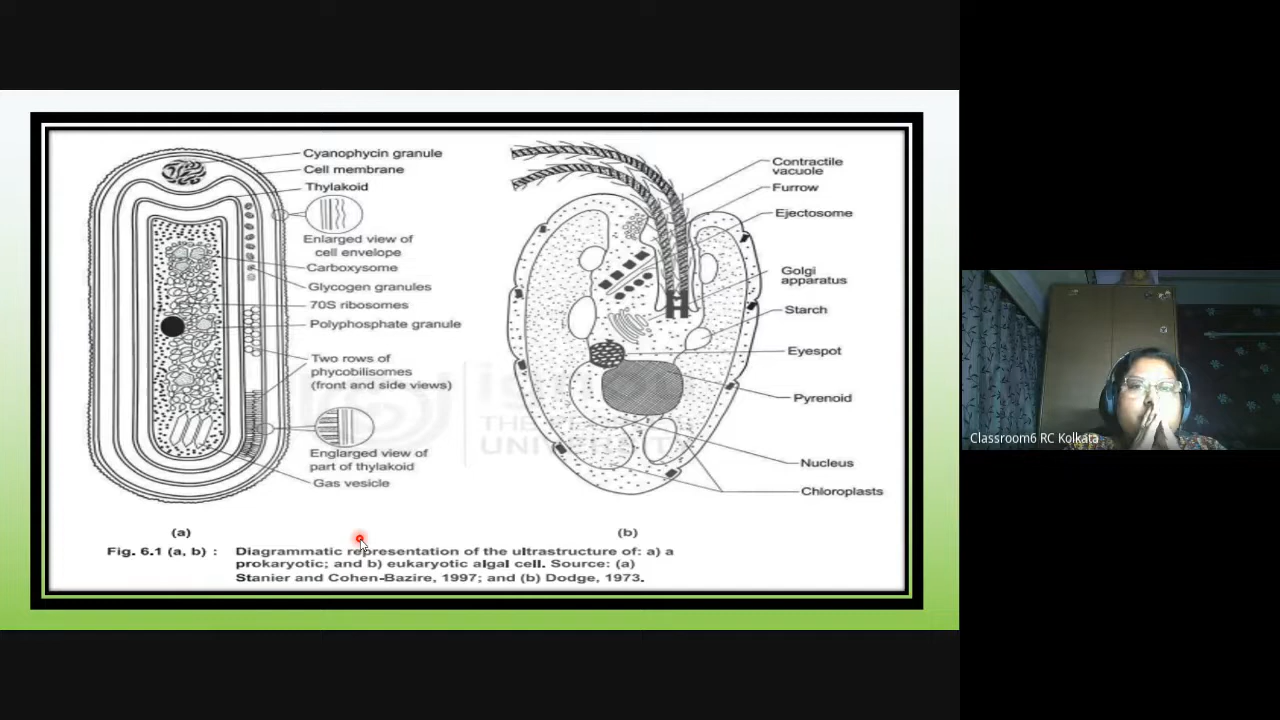 Cyanophycin granule
Cell membrane
Thylakoid
Enlarged view of
cell envelope
Carboxysome
Glycogen granules
70S ribosomes
Polyphosphate granule
Two rows of
phycobilisomes
(front and side views)
Englarged view of
part of thylakoid
Gas vesicle
(a)
Contractile
vacuole
Furrow
Ejectosome
Golgi
apparatus
Starch
Eyespot
Pyrenoid
Nucleus
Chloroplasts
(b)
THE
UNIVERSITY
Fig. 6.1 (a, b) : Diagrammatic representation of the ultrastructure of: a) a
prokaryotic; and b) eukaryotic algal cell. Source: (a)
Stanier and Cohen-Bazire, 1997; and (b) Dodge, 1973.
Classroom6 RC Kolkata